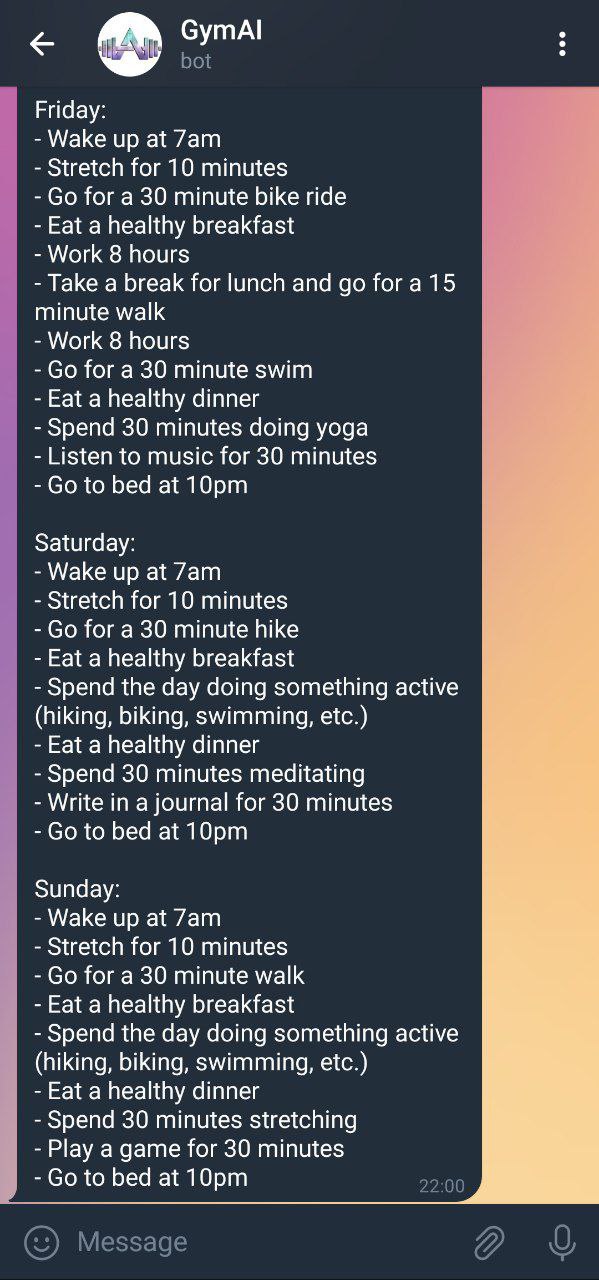 GymAI
bot
Friday:
- Wake up at 7am
- Stretch for 10 minutes
- Go for a 30 minute bike ride
- Eat a healthy breakfast
- Work 8 hours
- Take a break for lunch and go for a 15
minute walk
- Work 8 hours
- Go for a 30 minute swim
- Eat a healthy dinner
- Spend 30 minutes doing yoga
- Listen to music for 30 minutes
- Go to bed at 10pm
Saturday:
- Wake up at 7am
- Stretch for 10 minutes
- Go for a 30 minute hike
- Eat a healthy breakfast
- Spend the day doing something active
(hiking, biking, swimming, etc.)
- Eat a healthy dinner
- Spend 30 minutes meditating
- Write in a journal for 30 minutes
- Go to bed at 10pm
Sunday:
- Wake up at 7am
- Stretch for 10 minutes
- Go for a 30 minute walk
- Eat a healthy breakfast
- Spend the day doing something active
(hiking, biking, swimming, etc.)
- Eat a healthy dinner
- Spend 30 minutes stretching
- Play a game for 30 minutes
- Go to bed at 10pm
22:00
Message